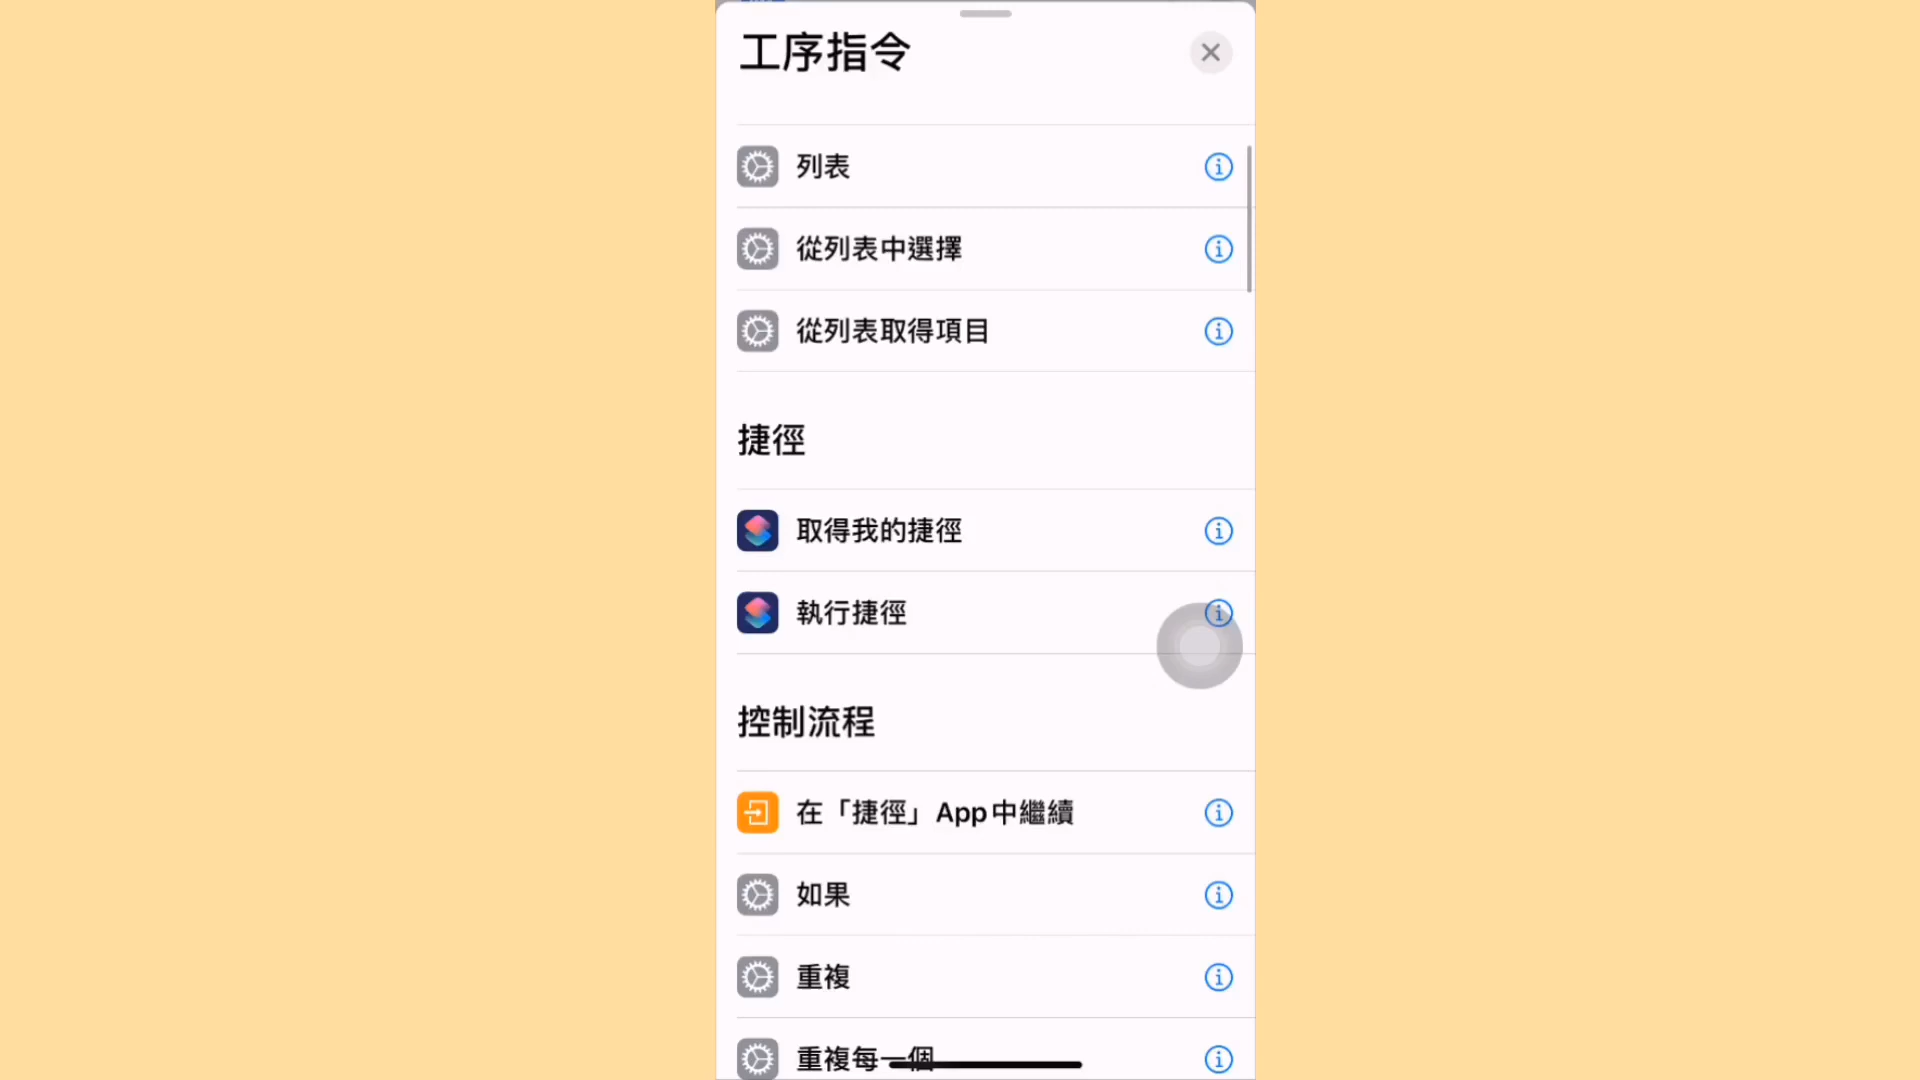 工序指令
列表
從列表中選擇
從列表取得項目
捷徑
取得我的捷徑
執行捷徑
控制流程
在「捷徑」App中繼續
如果
重複
重複每一個